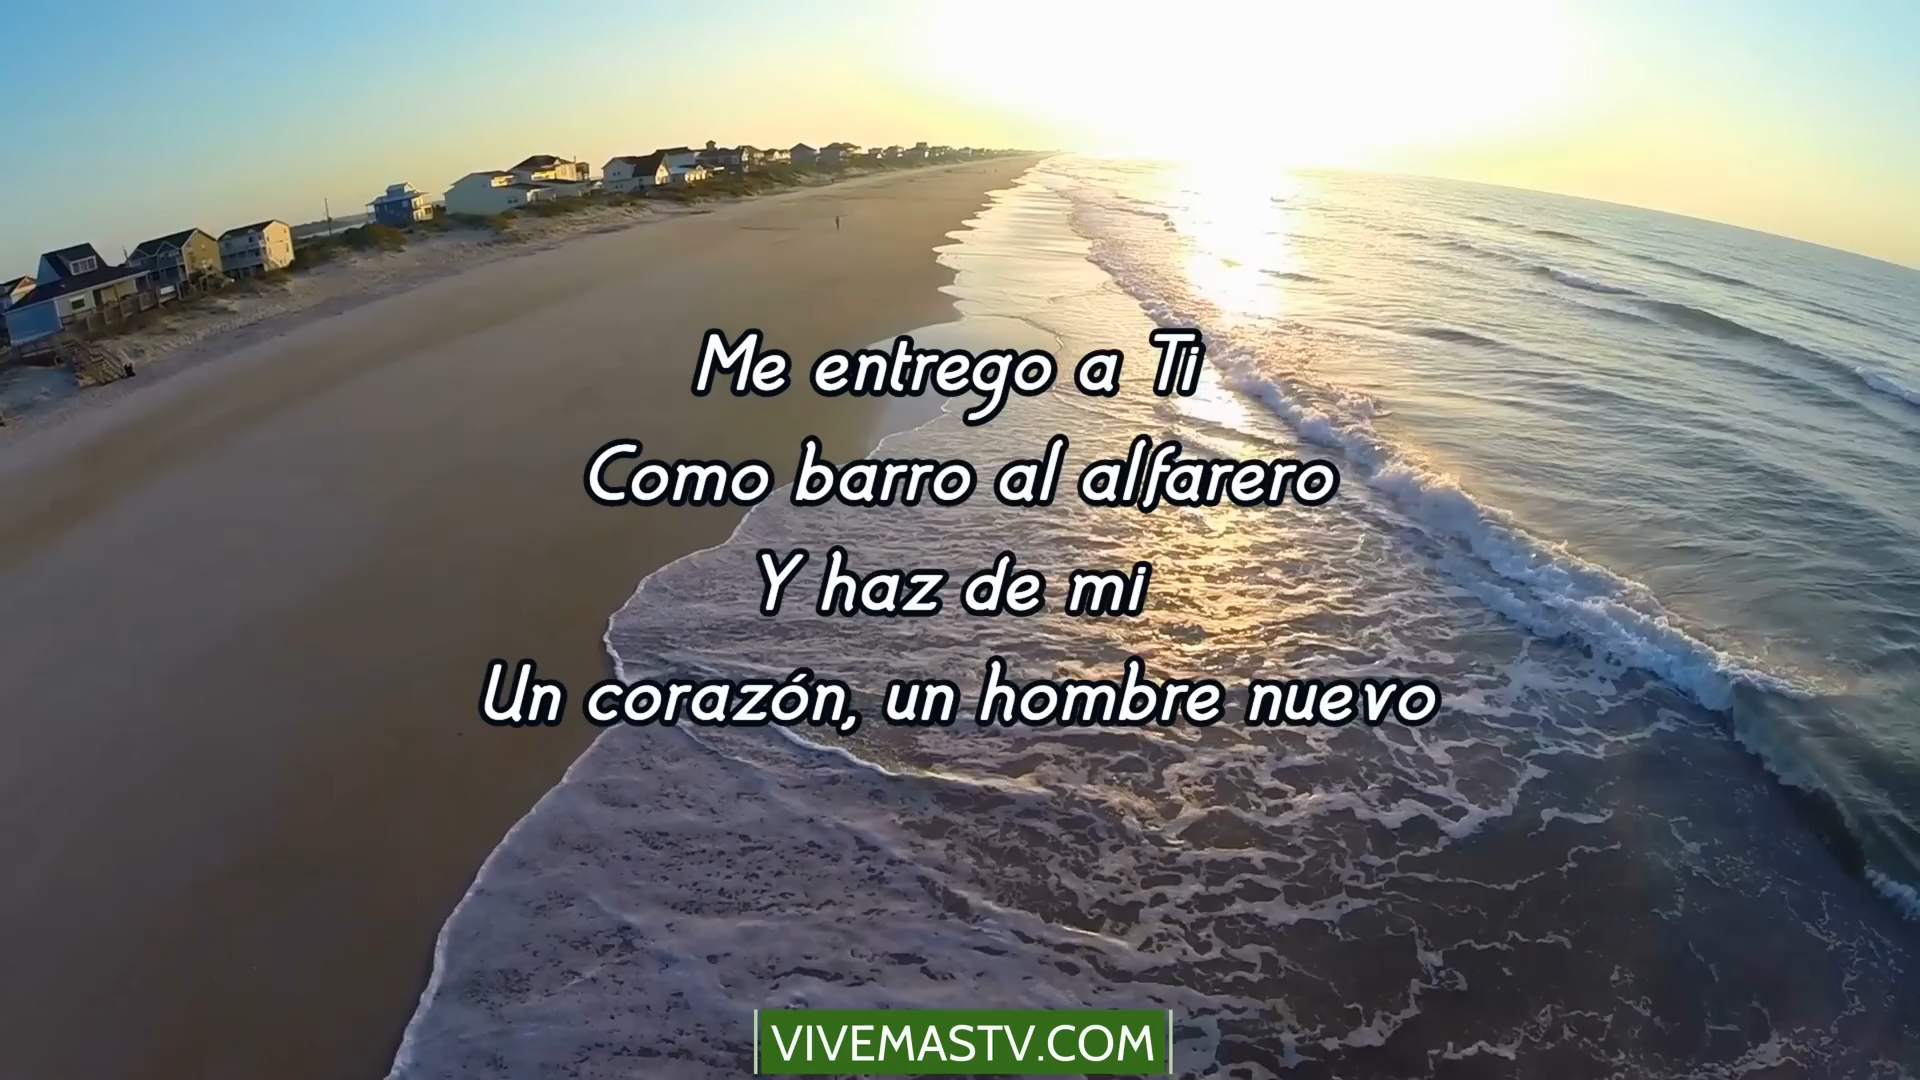 Me entrego a Ti
Como barro al alfarero
Y haz de mi
Un corazón, un hombre nuevo
VIVEMASTV.COM